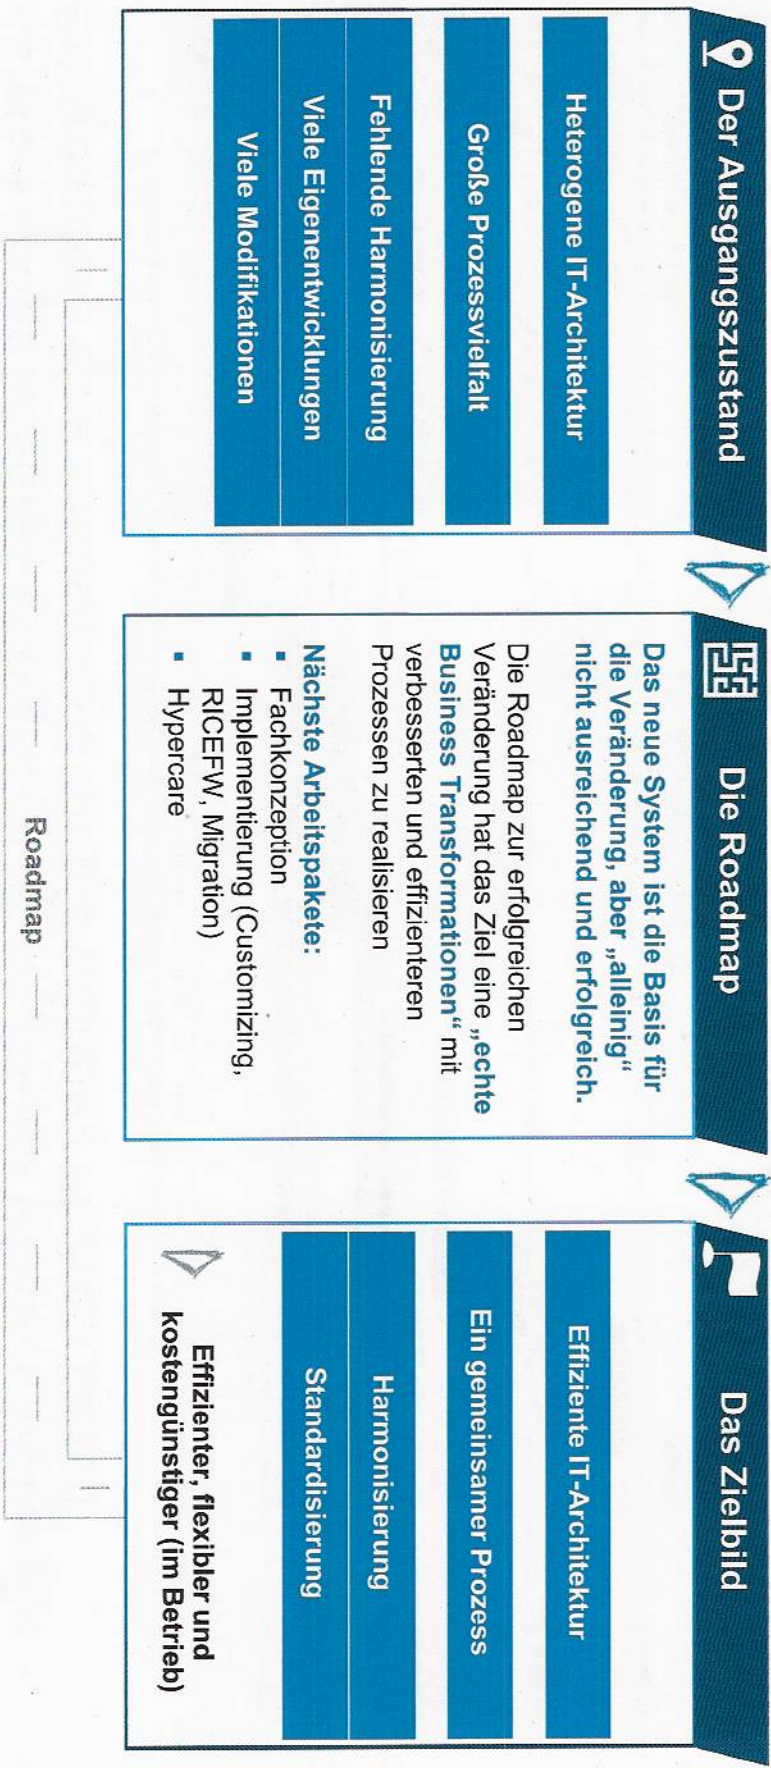 Der Ausgangszustand
Heterogene IT-Architektur
Große Prozessvielfalt
Fehlende Harmonisierung
Viele Eigenentwicklungen
Viele Modifikationen
Die Roadmap
Das neue System ist die Basis für
die Veränderung, aber „alleinig“
nicht ausreichend und erfolgreich.
Die Roadmap zur erfolgreichen
Veränderung hat das Ziel eine „echte
Business Transformationen“ mit
verbesserten und effizienteren
Prozessen zu realisieren
Nächste Arbeitspakete:
▪ Fachkonzeption
▪ Implementierung (Customizing,
RICEFW, Migration)
▪ Hypercare
Das Zielbild
Effiziente IT-Architektur
Ein gemeinsamer Prozess
Harmonisierung
Standardisierung
Effizienter, flexibler und
kostengünstiger (im Betrieb)
Roadmap